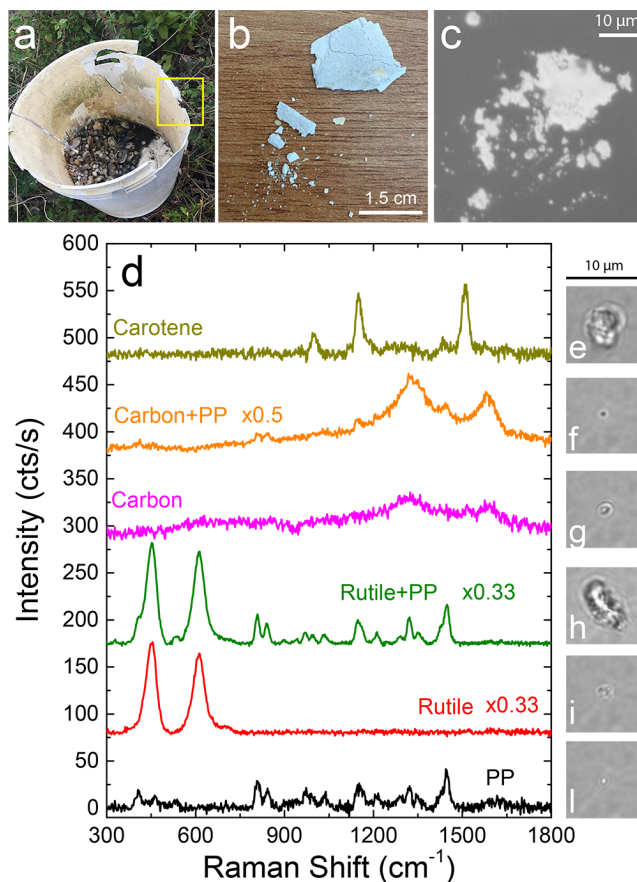 a
b
c
10 µm
1.5 cm
d
600
550
500
450
400
350
300
250
200
150
100
50
0
Intensity (cts/s)
Carotene
Carbon+PP x0.5
Carbon
Rutile+PP x0.33
Rutile x0.33
PP
300
600
900
1200
1500
1800
Raman Shift (cm⁻¹)
10 µm
e
f
g
h
i
l